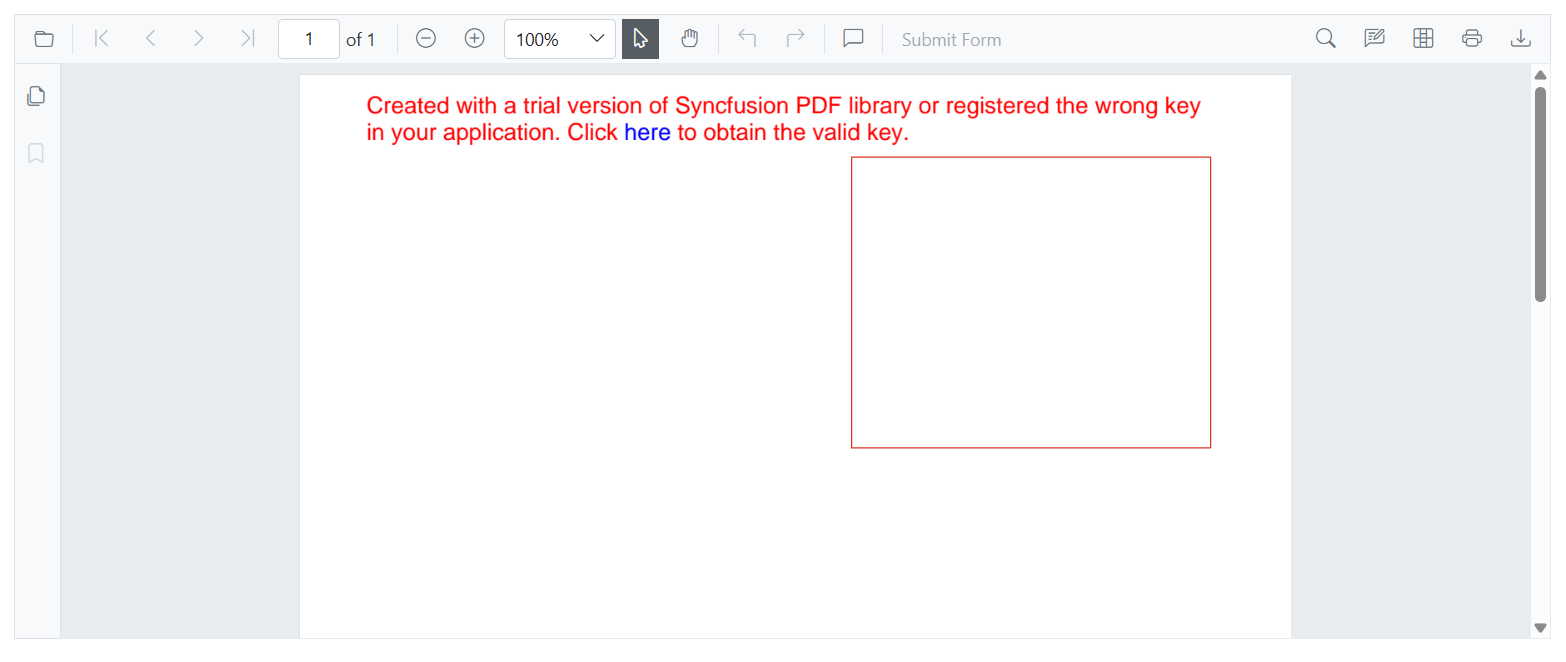 1 of 1 100% Submit Form
Created with a trial version of Syncfusion PDF library or registered the wrong key
in your application. Click here to obtain the valid key.